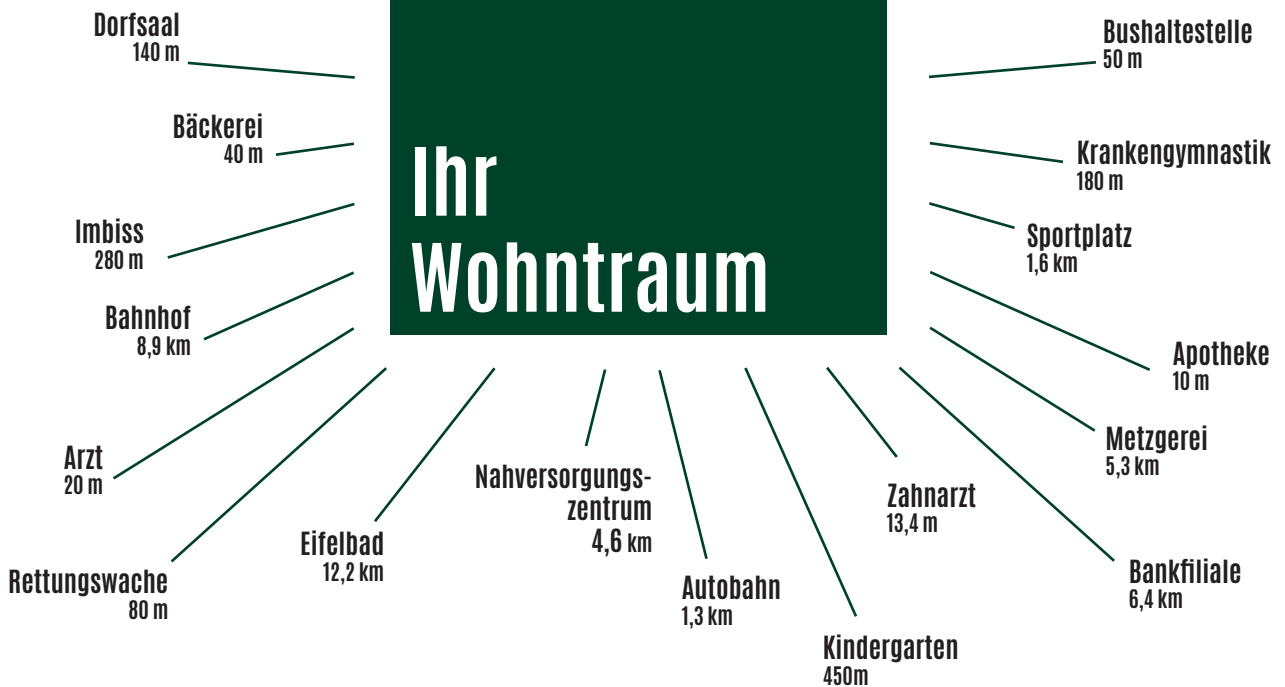 Dorfsaal
140 m
Bäckerei
40 m
Imbiss
280 m
Bahnhof
8,9 km
Arzt
20 m
Rettungswache
80 m
Eifelbad
12,2 km
Ihr
Wohntraum
Nahversorgungs-
zentrum
4,6 km
Autobahn
1,3 km
Kindergarten
450m
Zahnarzt
13,4 m
Bushaltestelle
50 m
Krankengymnastik
180 m
Sportplatz
1,6 km
Apotheke
10 m
Metzgerei
5,3 km
Bankfiliale
6,4 km